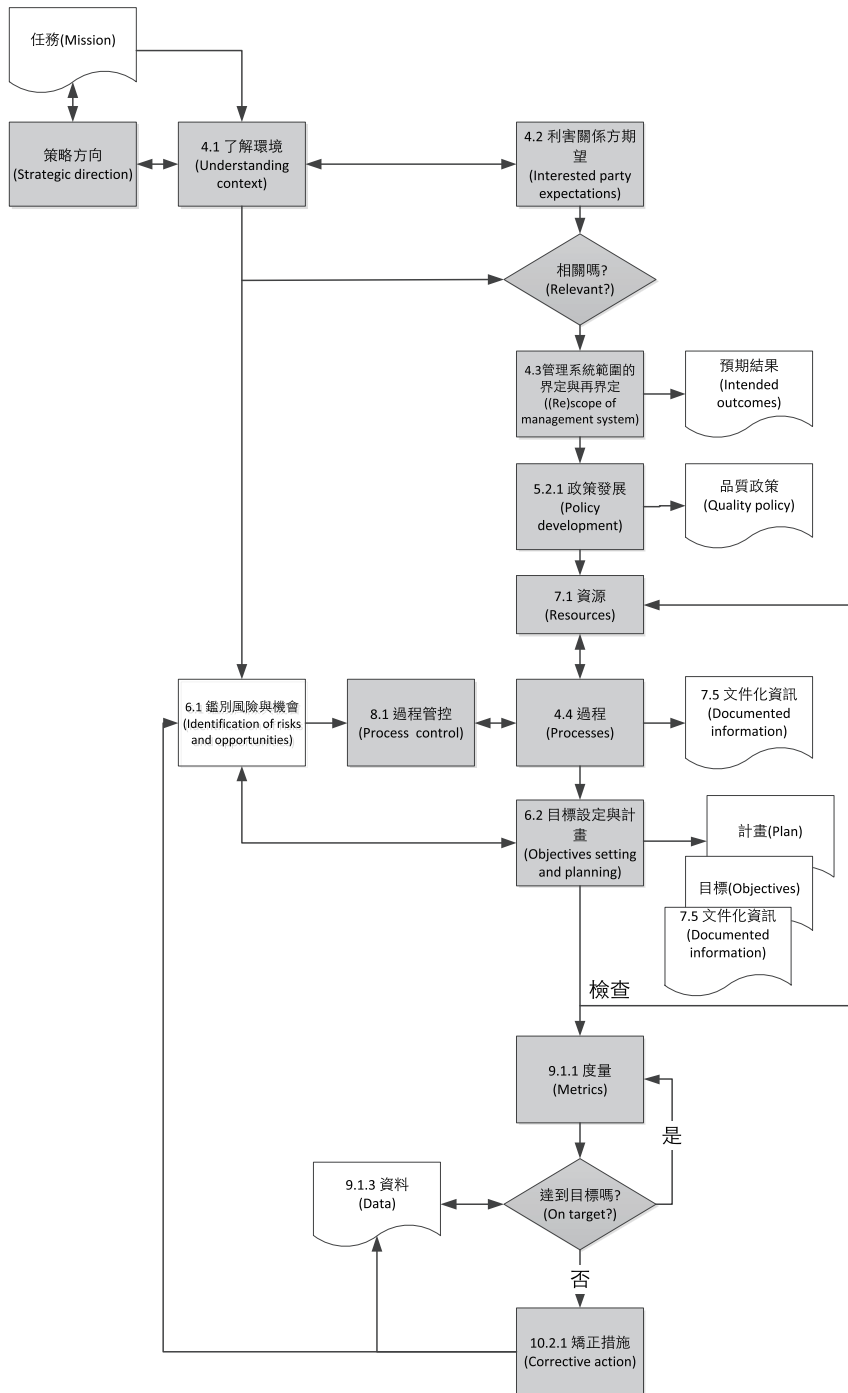 任務(Mission)
策略方向
(Strategic direction)
4.1 了解環境
(Understanding
context)
4.2 利害關係方期
望
(Interested party
expectations)
相關嗎?
(Relevant?)
4.3管理系統範圍的
界定與再界定
((Re)scope of
management system)
預期結果
(Intended
outcomes)
5.2.1 政策發展
(Policy
development)
品質政策
(Quality policy)
7.1 資源
(Resources)
6.1 鑑別風險與機會
(Identification of risks
and opportunities)
8.1 過程管控
(Process control)
4.4 過程
(Processes)
7.5 文件化資訊
(Documented
information)
6.2 目標設定與計
畫
(Objectives setting
and planning)
計畫(Plan)
目標(Objectives)
7.5 文件化資訊
(Documented
information)
檢查
9.1.1 度量
(Metrics)
是
9.1.3 資料
(Data)
達到目標嗎?
(On target?)
否
10.2.1 矯正措施
(Corrective action)